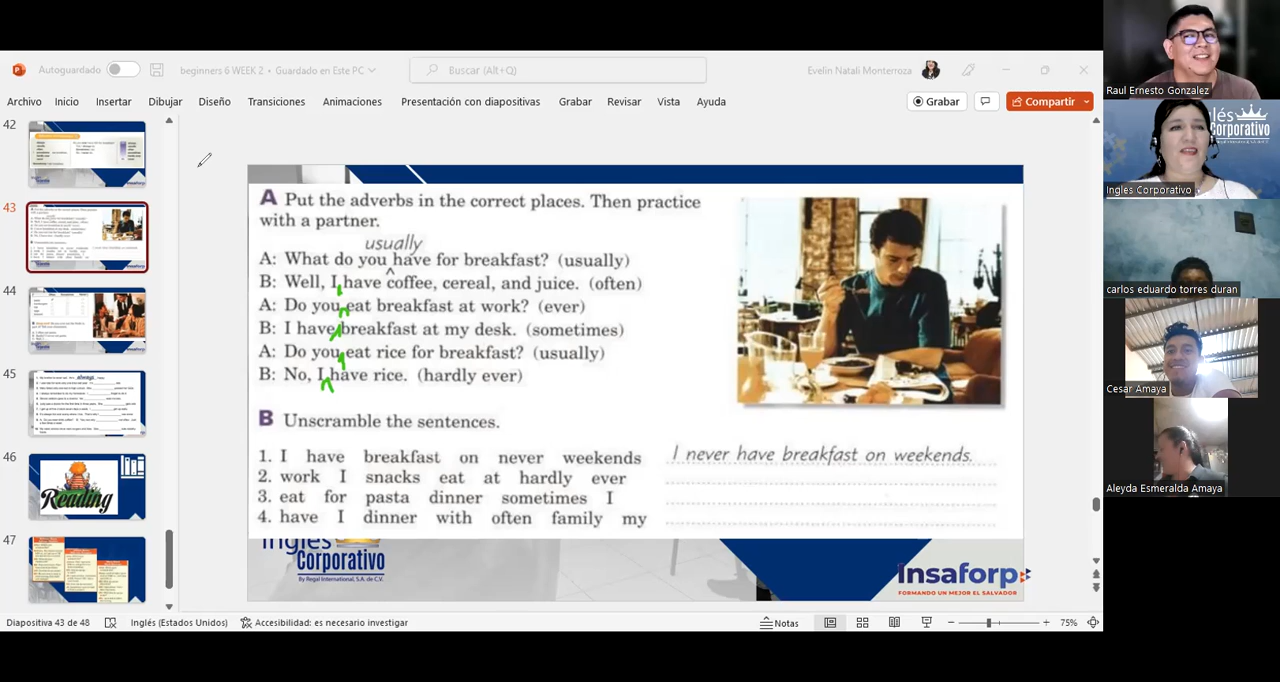 Autoguardado
beginners 6 WEEK 2 • Guardado en Este PC
Buscar (Alt+Q)
Evelin Natali Monterroza
Archivo Inicio Insertar Dibujar Diseño Transiciones Animaciones Presentación con diapositivas Grabar Revisar Vista Ayuda
Grabar
Compartir
42
43
44
45
46
Reading
47
A Put the adverbs in the correct places. Then practice
with a partner.
usually
A: What do you have for breakfast? (usually)
B: Well, I have coffee, cereal, and juice. (often)
A: Do you eat breakfast at work? (ever)
B: I have breakfast at my desk. (sometimes)
A: Do you eat rice for breakfast? (usually)
B: No, I have rice. (hardly ever)
B Unscramble the sentences.
1. I have breakfast on never weekends
I never have breakfast on weekends.
2. work I snacks eat at hardly ever
3. eat for pasta dinner sometimes I
4. have I dinner with often family my
Inglés
Corporativo
By Regal International, S.A. de C.V.
Insaforp
FORMANDO UN MEJOR EL SALVADOR
Diapositiva 43 de 48
Inglés (Estados Unidos)
Accesibilidad: es necesario investigar
Notas
75%
Raul Ernesto Gonzalez
lés
Corporativo
Ingles Corporativo
carlos eduardo torres duran
Cesar Amaya
Aleyda Esmeralda Amaya